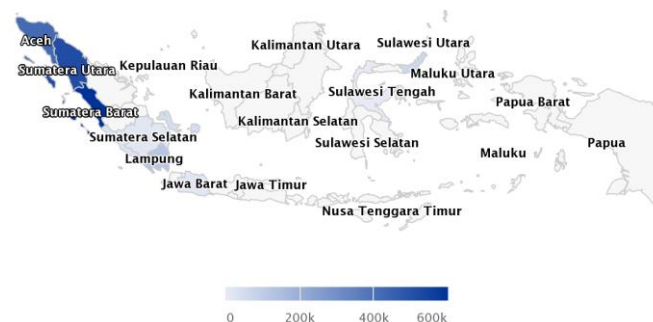 Aceh
Kalimantan Utara
Sulawesi Utara
Sumatera Utara
Kepulauan Riau
Maluku Utara
Kalimantan Barat
Sulawesi Tengah
Papua Barat
Sumatera Barat
Kalimantan Selatan
Sumatera Selatan
Sulawesi Selatan
Papua
Lampung
Maluku
Jawa Barat
Jawa Timur
Nusa Tenggara Timur
0 200k 400k 600k